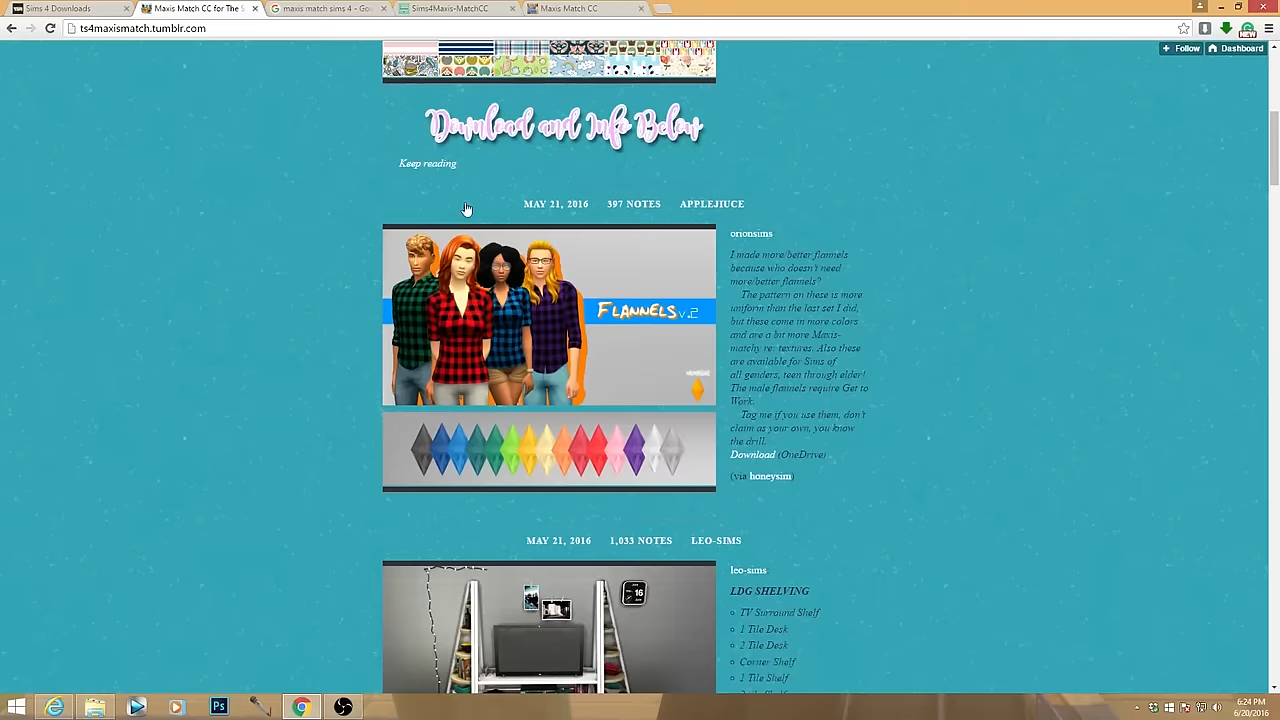 Sims 4 Downloads
Maxis Match CC for The S
maxis match sims 4 - Goo
Sims4Maxis-MatchCC
Maxis Match CC
ts4maxismatch.tumblr.com
NEW
+ Follow
Dashboard
Download and Info Below
Keep reading
MAY 21, 2016 397 NOTES APPLEJIUCE
orionsims
I made more/better flannels
because who doesn't need
more/better flannels?
The pattern on these is more
uniform than the last set I did,
but these come in more colors
and are a bit more Maxis-
matchy re: textures. Also these
are available for Sims of
all genders, teen through elder!
The male flannels require Get to
Work.
Tag me if you use them, don't
claim as your own, you know
the drill.
Download (OneDrive)
(via honeysim)
FLANNELS v.2
MAY 21, 2016 1,033 NOTES LEO-SIMS
leo-sims
LDG SHELVING
TV Surround Shelf
1 Tile Desk
2 Tile Desk
Corner Shelf
1 Tile Shelf
16
Ps
6:24 PM
6/20/2016